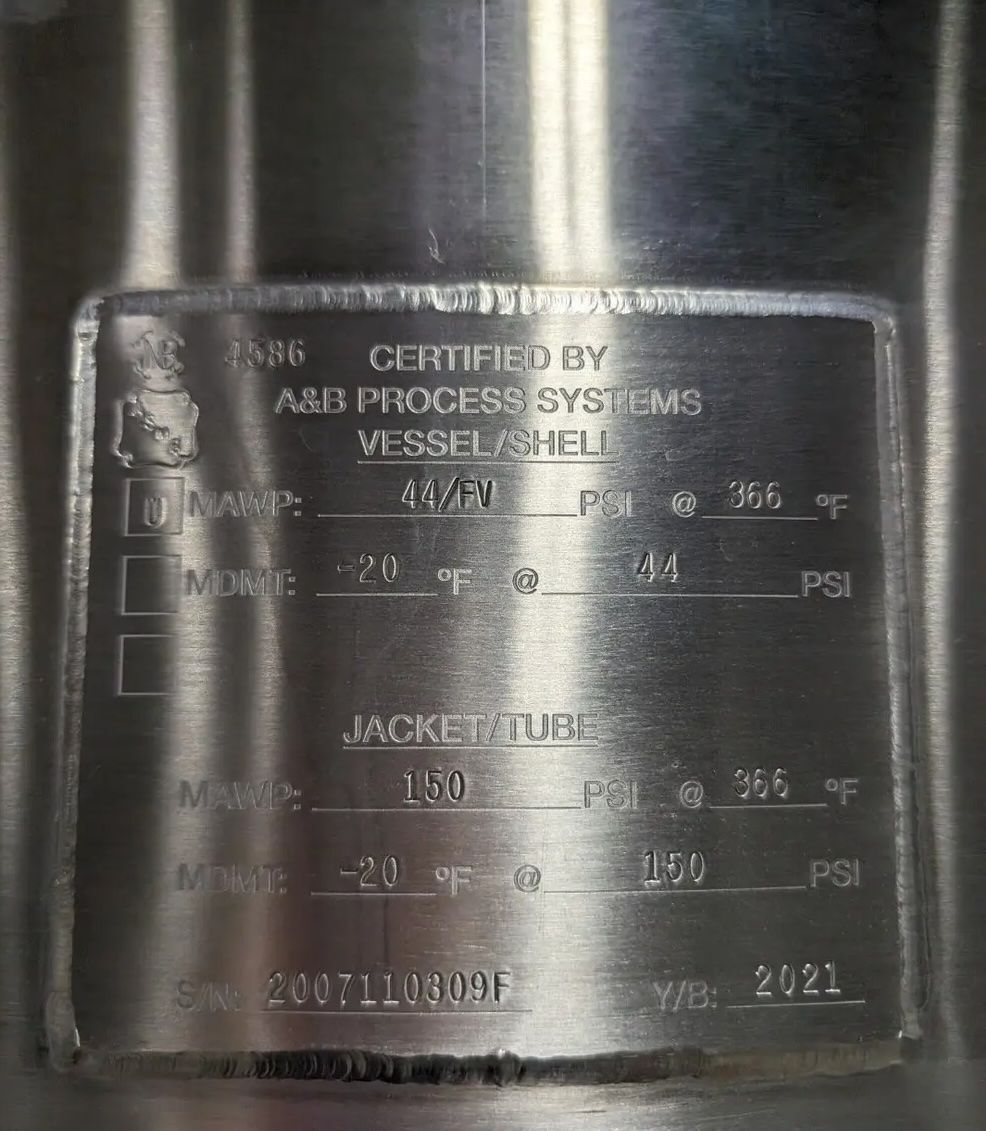 NB 4586 CERTIFIED BY
A&B PROCESS SYSTEMS
VESSEL/SHELL
U MAWP: 44/FV PSI @ 366 °F
MDMT: -20 °F @ 44 PSI
JACKET/TUBE
MAWP: 150 PSI @ 366 °F
MDMT: -20 °F @ 150 PSI
S/N: 2007110309F Y/B: 2021